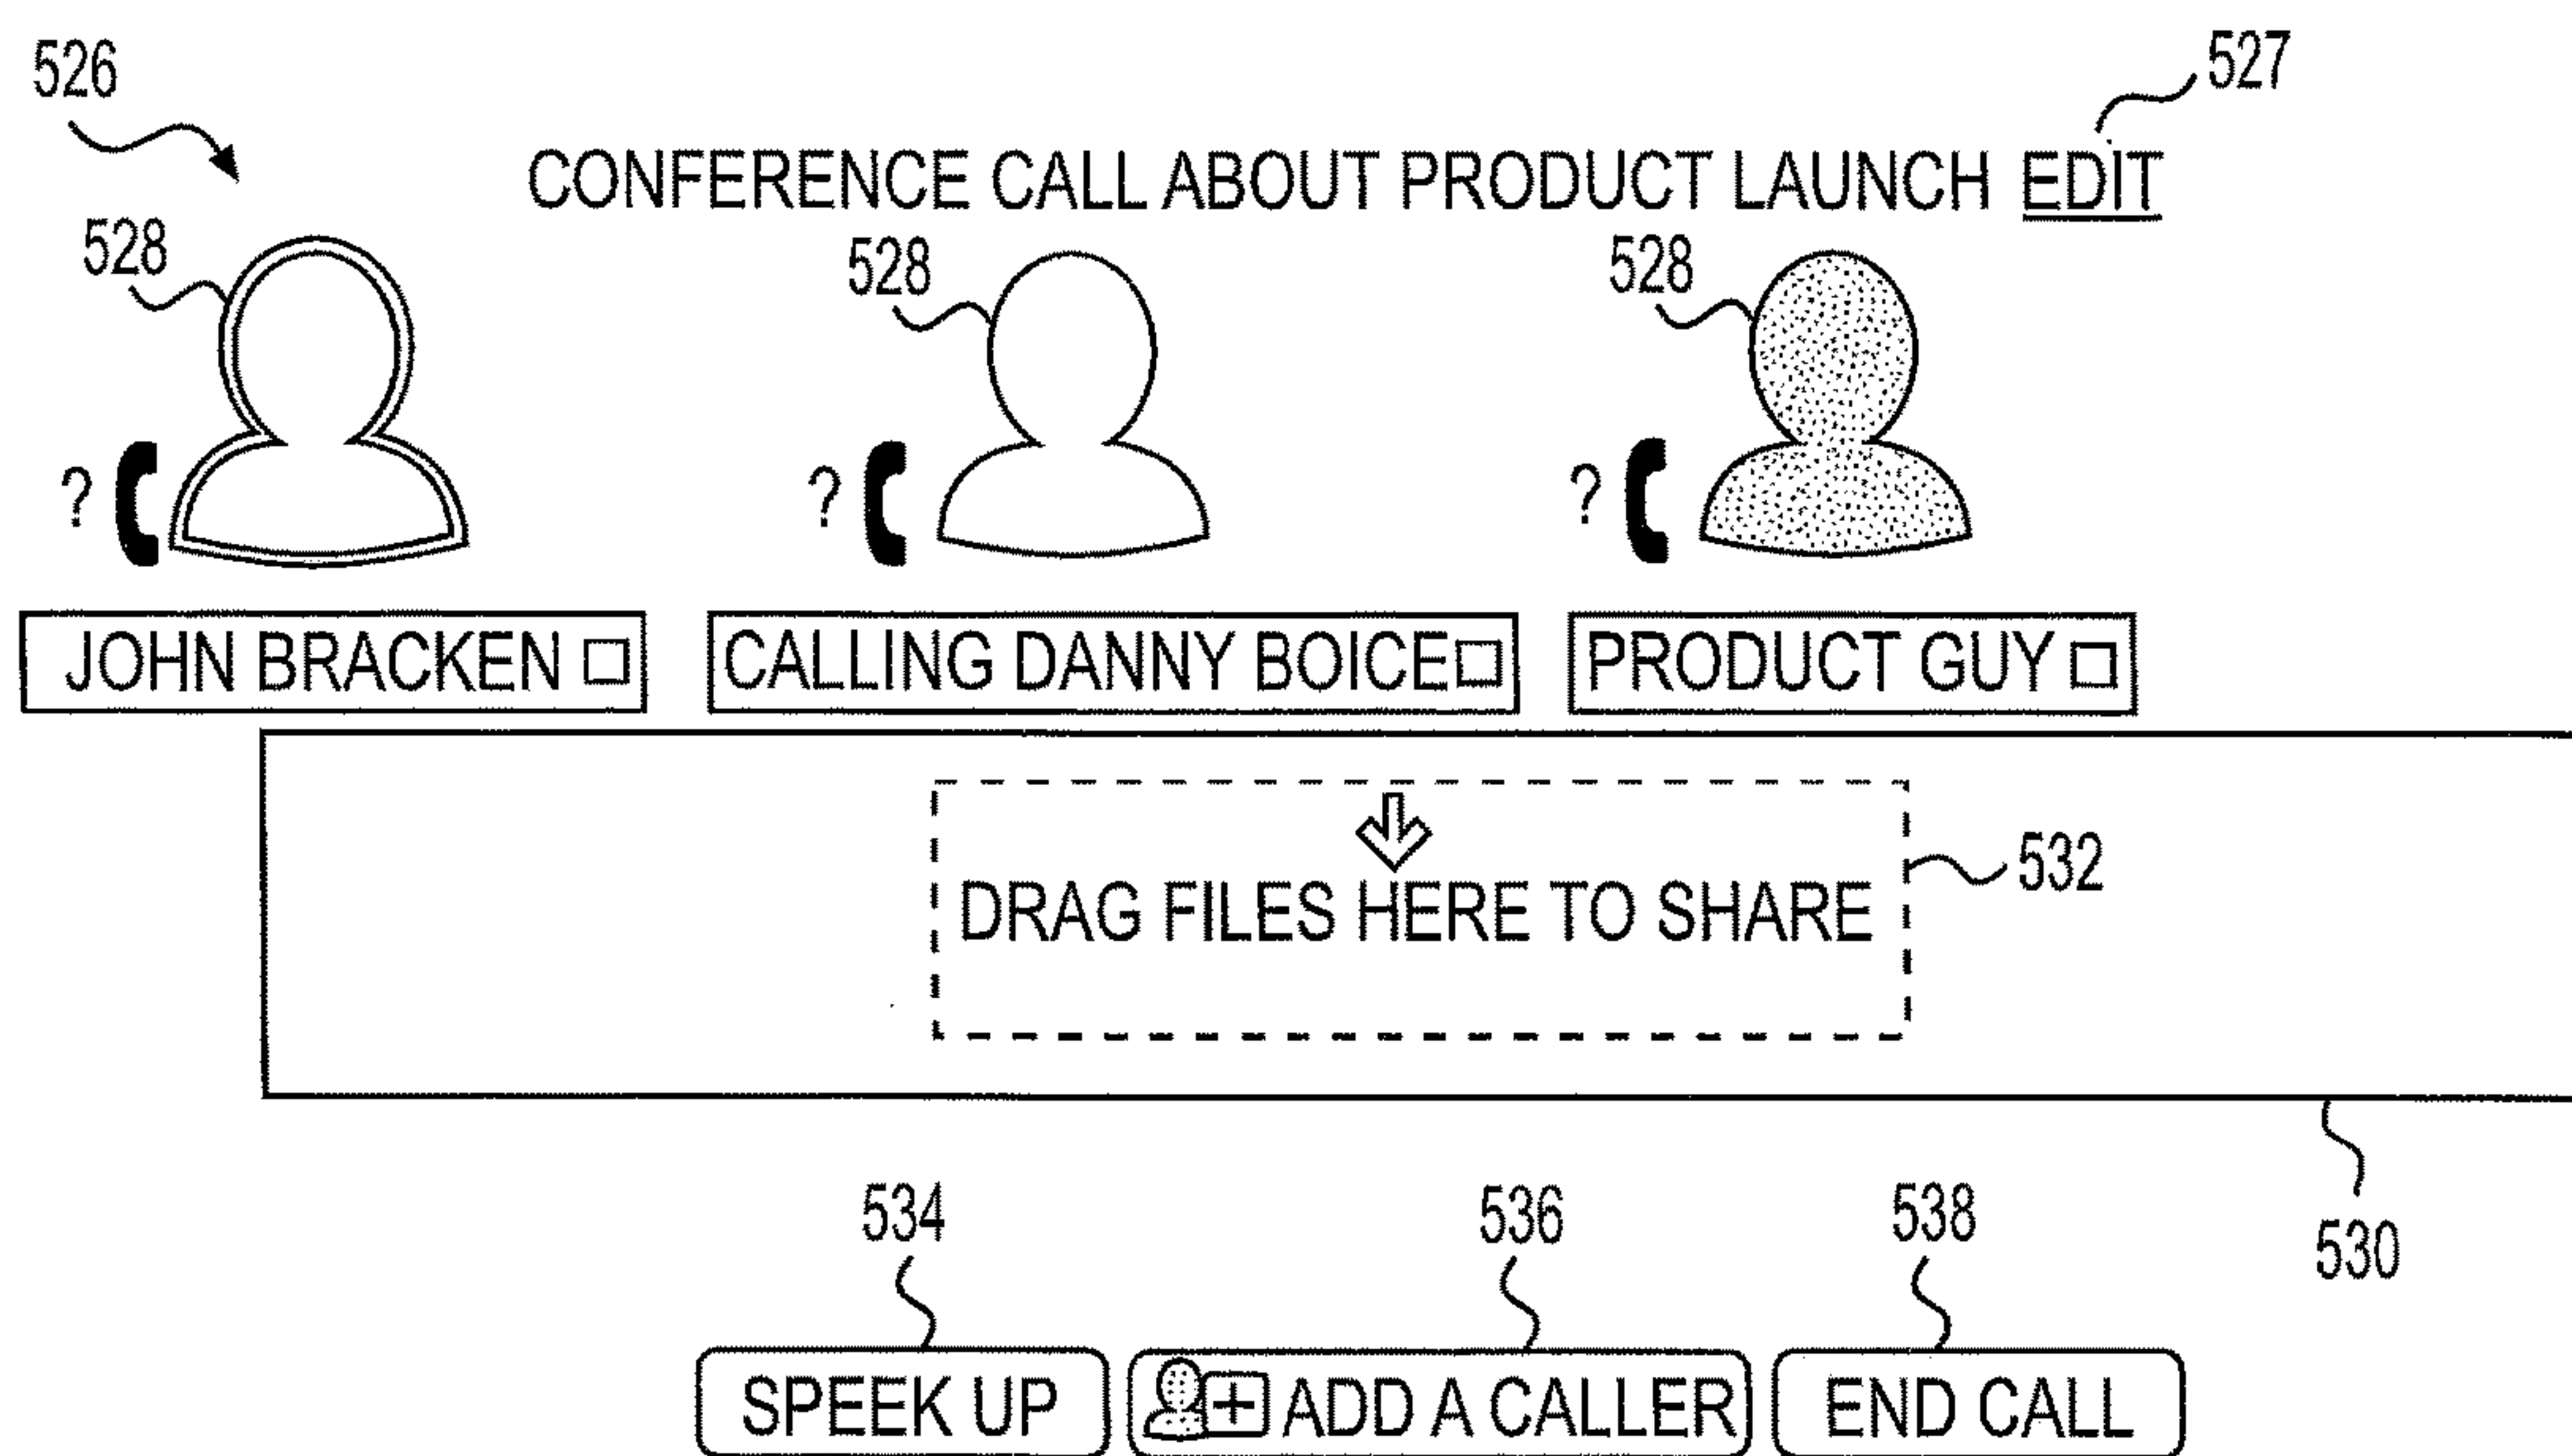 526
527
CONFERENCE CALL ABOUT PRODUCT LAUNCH EDIT
528 528 528
? ? ?
JOHN BRACKEN CALLING DANNY BOICE PRODUCT GUY
DRAG FILES HERE TO SHARE
532
530
534 536 538
SPEEK UP + ADD A CALLER END CALL